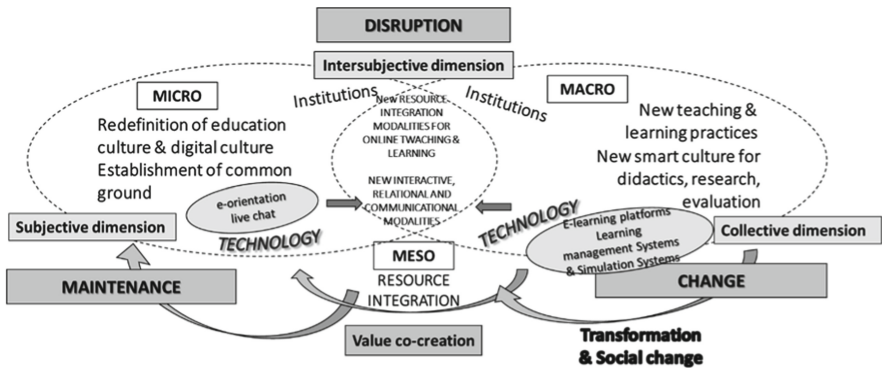 DISRUPTION
Intersubjective dimension
MICRO
Institutions
Institutions
MACRO
Redefinition of education
culture & digital culture
Establishment of common
ground
New RESOURCE
INTEGRATION
MODALITIES FOR
ONLINE TWACHING &
LEARNING
NEW INTERACTIVE,
RELATIONAL AND
COMMUNICATIONAL
MODALITIES
New teaching &
learning practices
New smart culture for
didactics, research,
evaluation
e-orientation
live chat
TECHNOLOGY
TECHNOLOGY
E-learning platforms
Learning
management Systems
& Simulation Systems
Subjective dimension
Collective dimension
MESO
RESOURCE
INTEGRATION
MAINTENANCE
CHANGE
Value co-creation
Transformation
& Social change